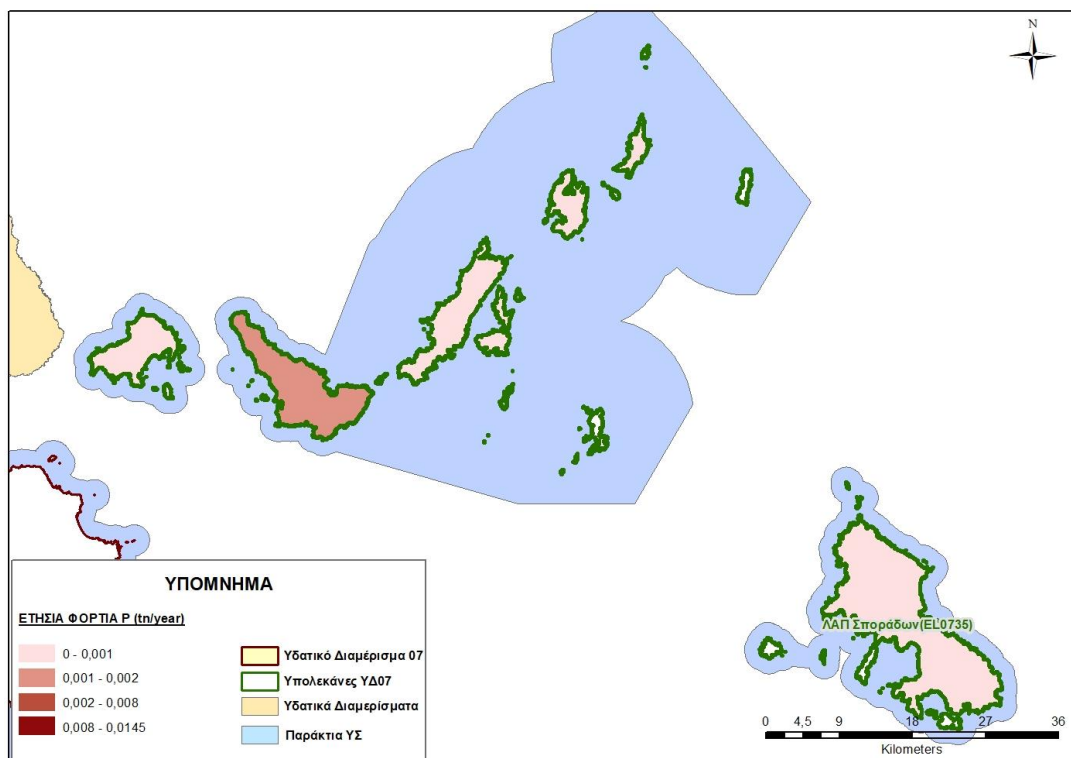 N
ΛΑΠ Σποράδων(EL0735)
ΥΠΟΜΝΗΜΑ
ΕΤΗΣΙΑ ΦΟΡΤΙΑ P (tn/year)
0 - 0,001
0,001 - 0,002
0,002 - 0,008
0,008 - 0,0145
Υδατικό Διαμέρισμα 07
Υπολεκάνες ΥΔ07
Υδατικά Διαμερίσματα
Παράκτια ΥΣ
0 4,5 9 18 27 36
Kilometers